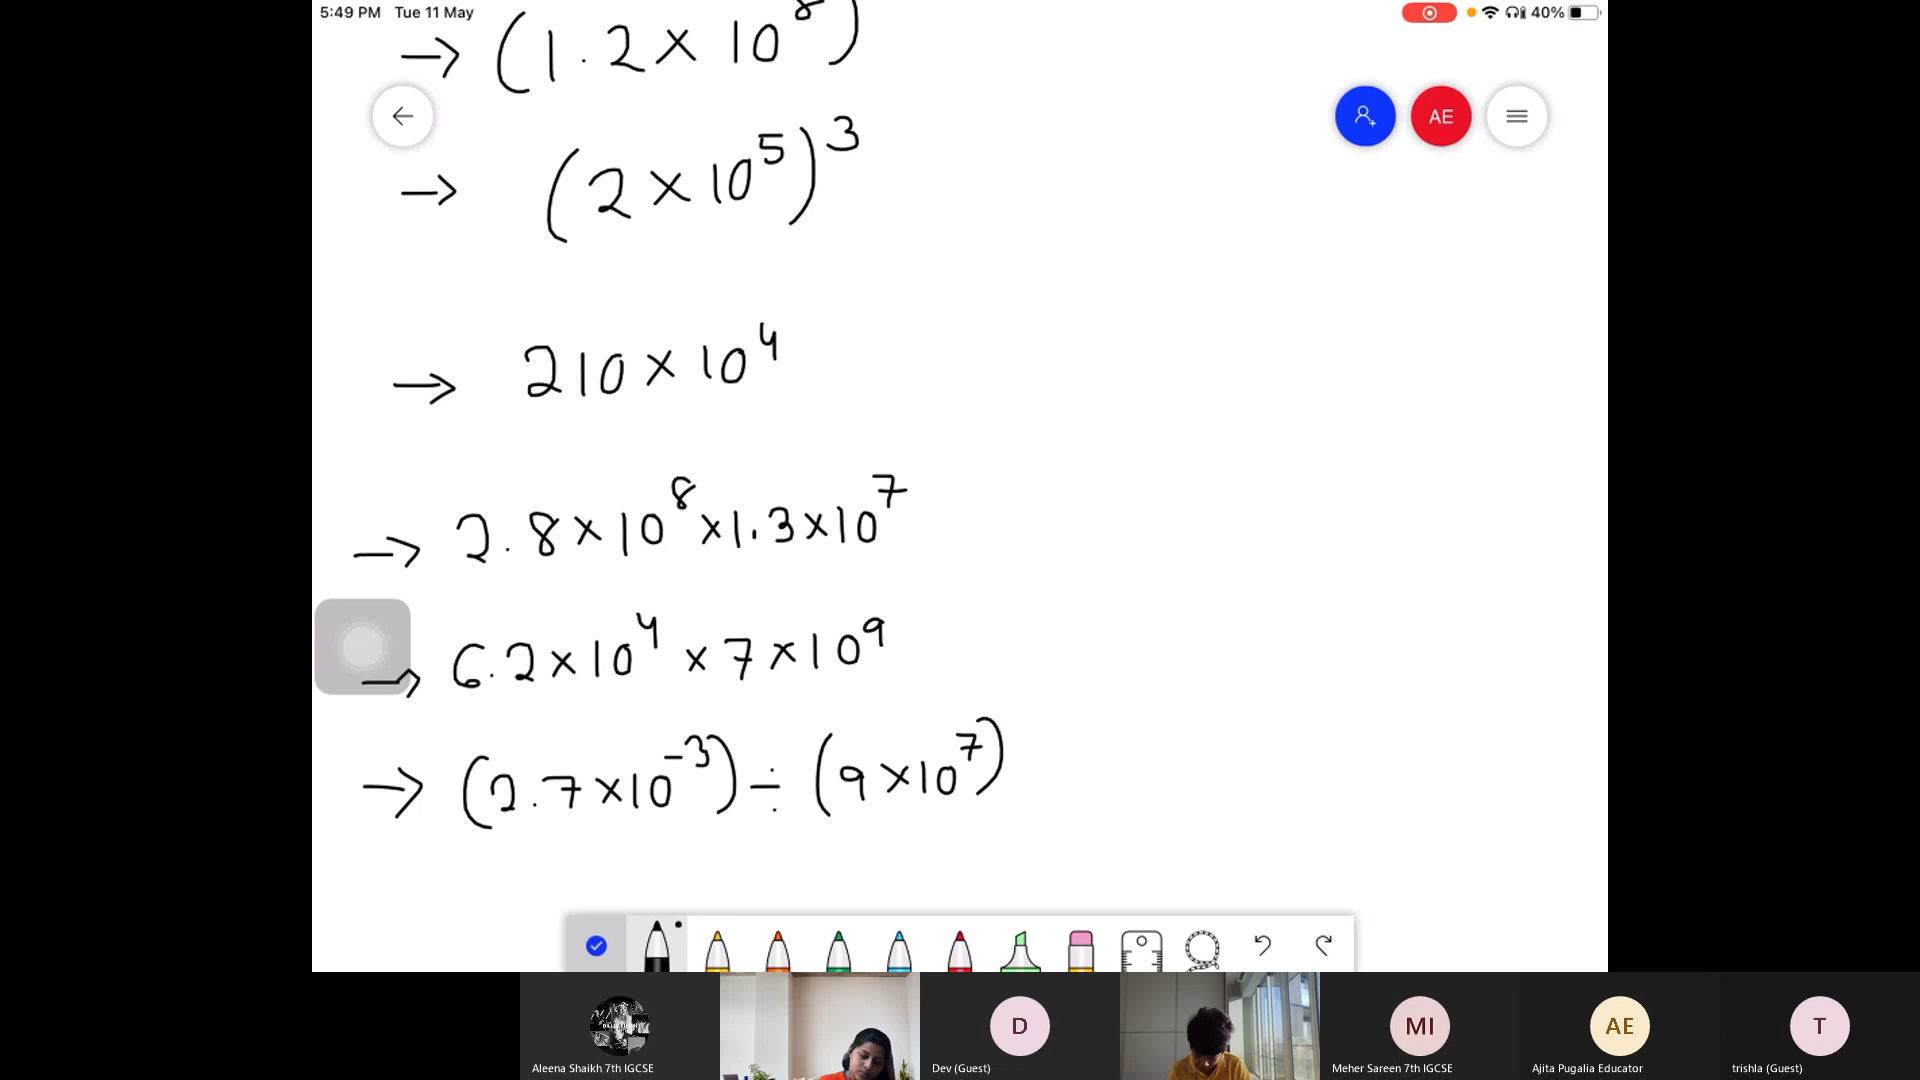 5:49 PM Tue 11 May 40%
→ (1.2 × 10⁸)
AE
→ (2 × 10⁵)³
→ 210 × 10⁴
→ 2.8 × 10⁸ × 1.3 × 10⁷
→ 6.2 × 10⁴ × 7 × 10⁹
→ (2.7 × 10⁻³) ÷ (9 × 10⁷)
D MI AE T
Aleena Shaikh 7th IGCSE Dev (Guest) Meher Sareen 7th IGCSE Ajita Pugalia Educator trishla (Guest)